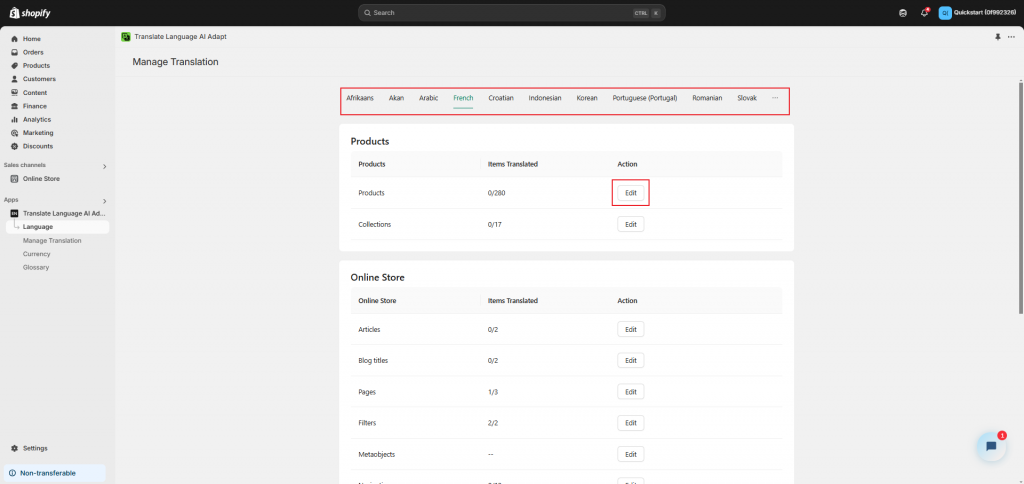 shopify
Search
CTRL K
Quickstart (0f992326)
Home
Orders
Products
Customers
Content
Finance
Analytics
Marketing
Discounts
Sales channels
Online Store
Apps
Translate Language AI Ad...
Language
Manage Translation
Currency
Glossary
Settings
Non-transferable
Translate Language AI Adapt
Manage Translation
Afrikaans Akan Arabic French Croatian Indonesian Korean Portuguese (Portugal) Romanian Slovak ...
Products
Products Items Translated Action
Products 0/280 Edit
Collections 0/17 Edit
Online Store
Online Store Items Translated Action
Articles 0/2 Edit
Blog titles 0/2 Edit
Pages 1/3 Edit
Filters 2/2 Edit
Metaobjects -- Edit
1